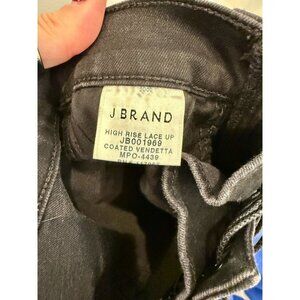 J BRAND
HIGH RISE LACE UP
JB001969
COATED VENDETTA
MPO-4439